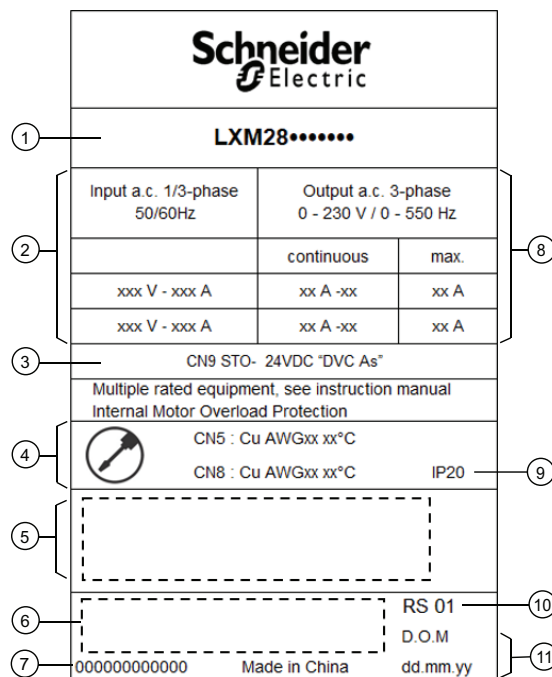 Schneider
Electric
1
LXM28•••••••
2
Input a.c. 1/3-phase
50/60Hz
Output a.c. 3-phase
0 - 230 V / 0 - 550 Hz
8
continuous
max.
xxx V - xxx A
xx A -xx
xx A
xxx V - xxx A
xx A -xx
xx A
3
CN9 STO- 24VDC “DVC As”
Multiple rated equipment, see instruction manual
Internal Motor Overload Protection
4
CN5 : Cu AWGxx xx°C
CN8 : Cu AWGxx xx°C
IP20
9
5
6
RS 01
10
D.O.M
7
000000000000
Made in China
dd.mm.yy
11